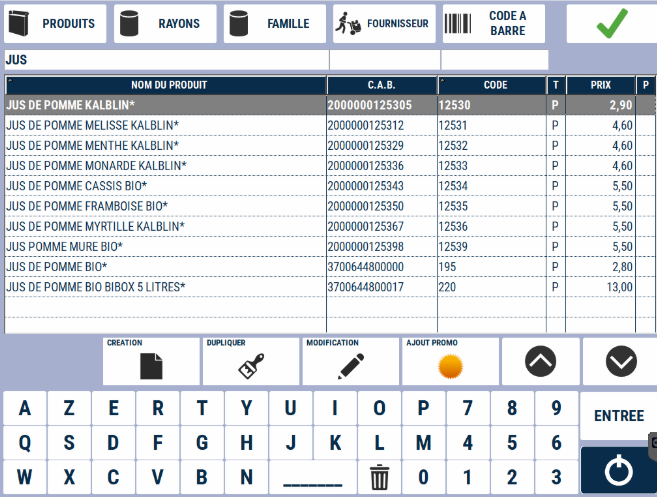 PRODUITS RAYONS FAMILLE FOURNISSEUR CODE A BARRE
JUS
NOM DU PRODUIT C.A.B. CODE T PRIX P
JUS DE POMME KALBLIN* 2000000125305 12530 P 2,90
JUS DE POMME MELISSE KALBLIN* 2000000125312 12531 P 4,60
JUS DE POMME MENTHE KALBLIN* 2000000125329 12532 P 4,60
JUS DE POMME MONARDE KALBLIN* 2000000125336 12533 P 4,60
JUS DE POMME CASSIS BIO* 2000000125343 12534 P 5,50
JUS DE POMME FRAMBOISE BIO* 2000000125350 12535 P 5,50
JUS DE POMME MYRTILLE KALBLIN* 2000000125367 12536 P 5,50
JUS POMME MURE BIO* 2000000125398 12539 P 5,50
JUS DE POMME BIO* 3700644800000 195 P 2,80
JUS DE POMME BIO BIBOX 5 LITRES* 3700644800017 220 P 13,00
CREATION DUPLIQUER MODIFICATION AJOUT PROMO
A Z E R T Y U I O P 7 8 9 ENTREE
Q S D F G H J K L M 4 5 6
W X C V B N _______ 0 1 2 3